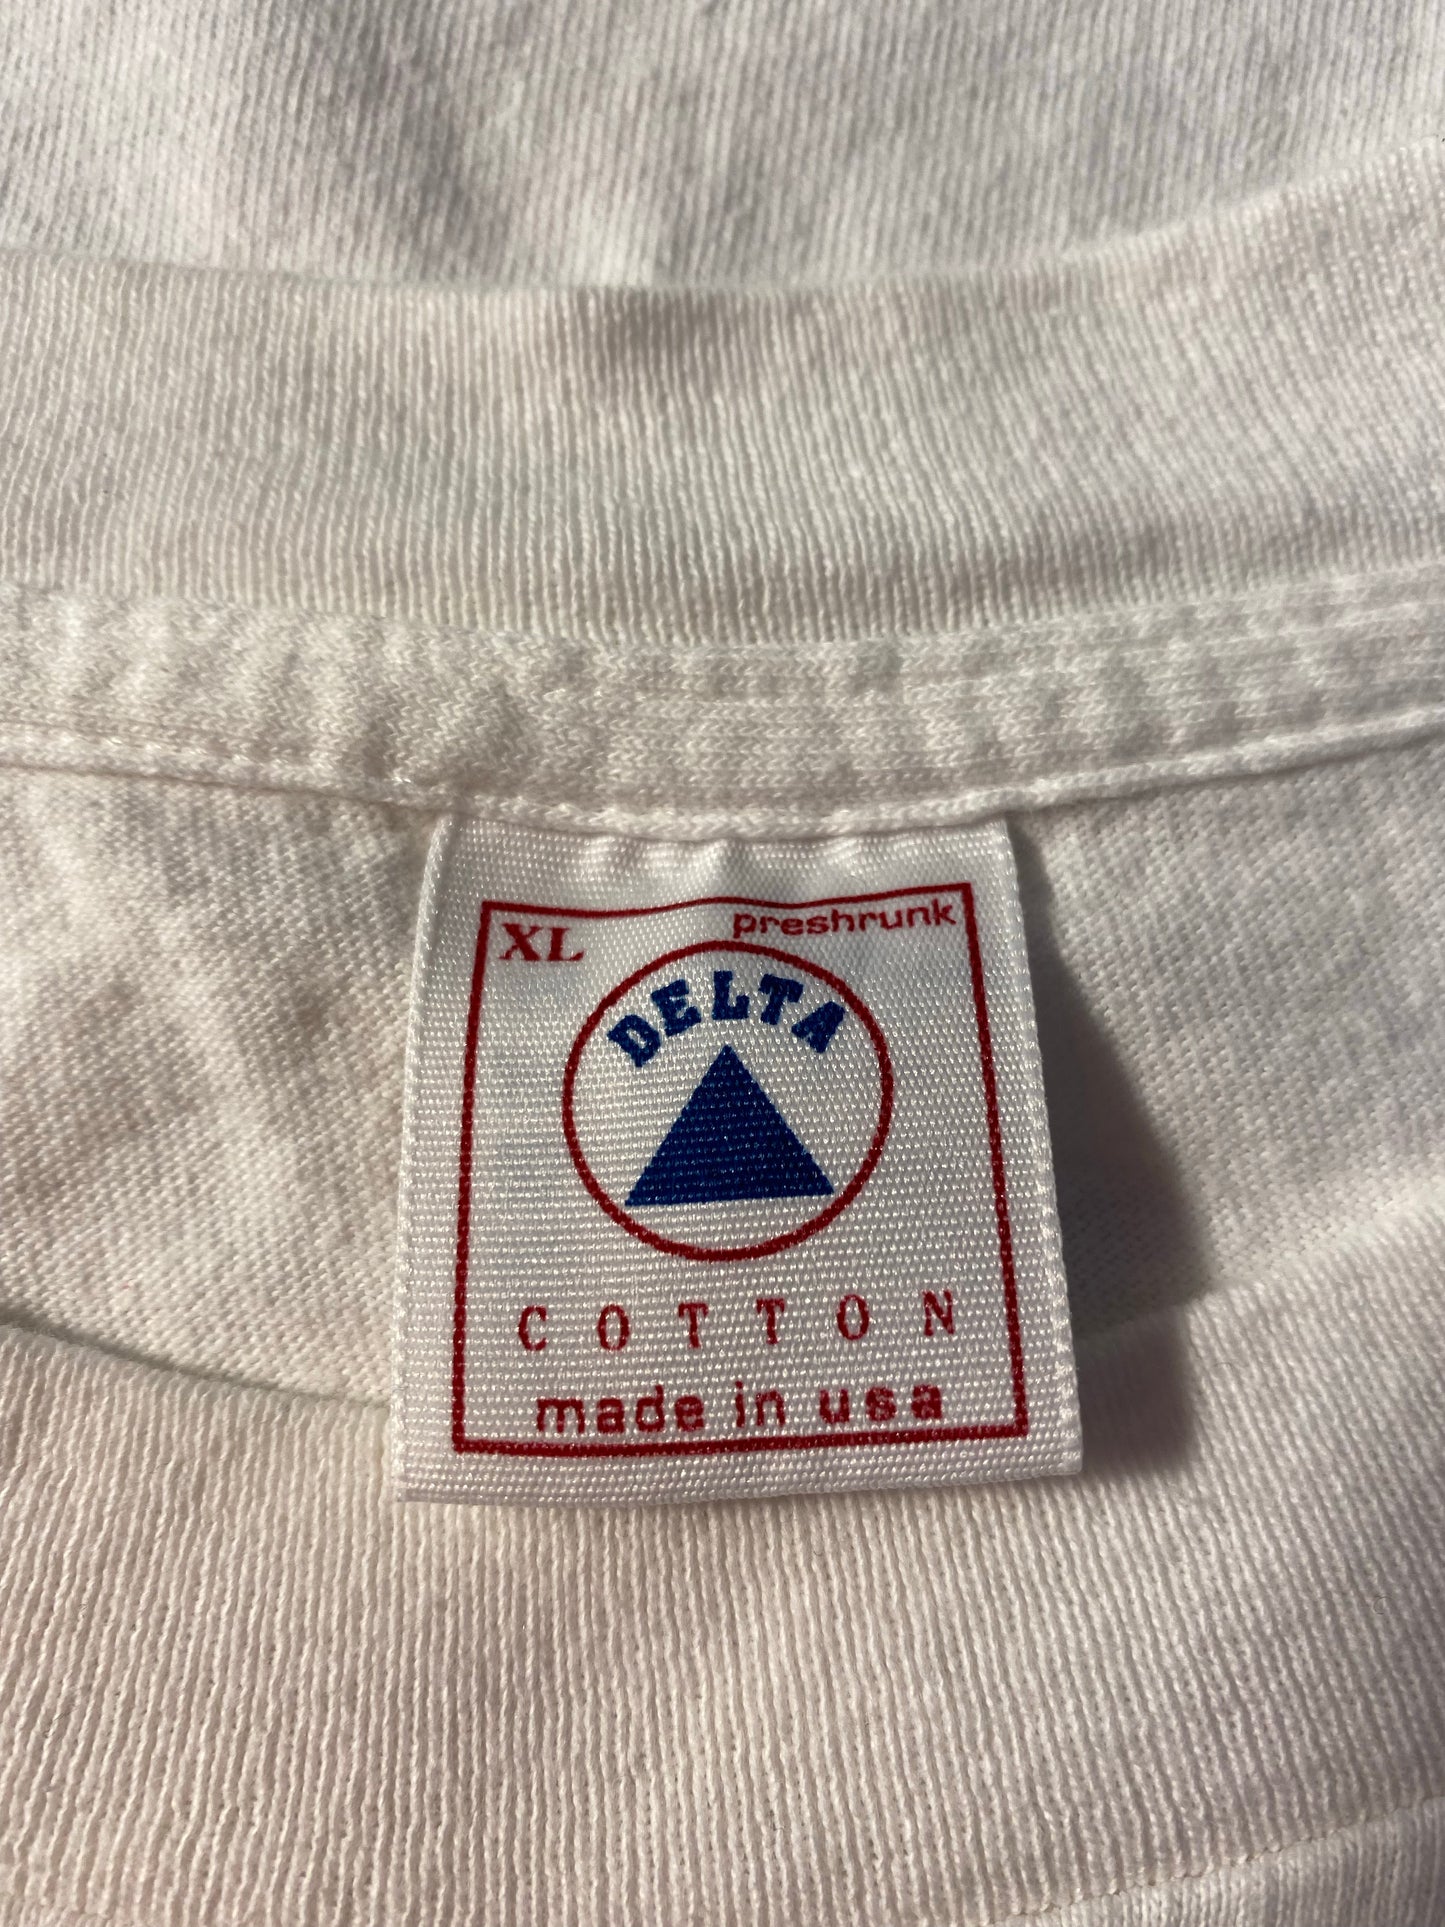 XL preshrunk
DELTA
COTTON
made in usa